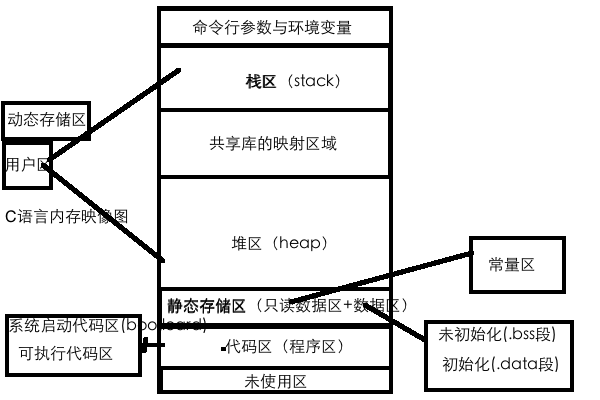 命令行参数与环境变量
栈区（stack）
动态存储区
共享库的映射区域
用户区
C语言内存映像图
堆区（heap）
常量区
静态存储区（只读数据区+数据区）
系统启动代码区(bootloard)
未初始化(.bss段)
代码区（程序区）
可执行代码区
初始化(.data段)
未使用区